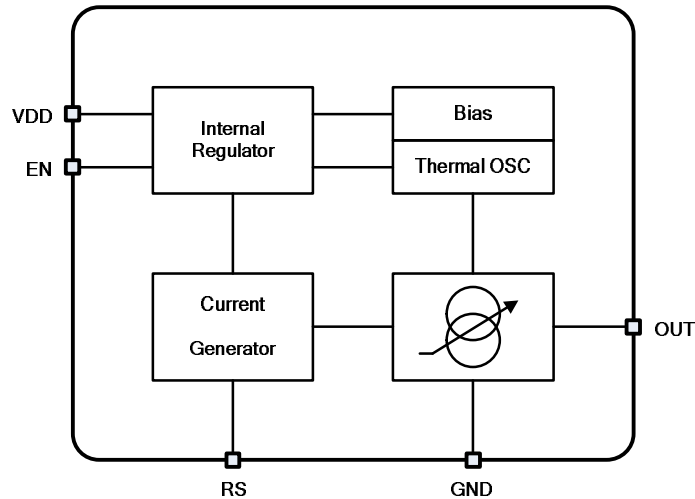 VDD
EN
Internal
Regulator
Bias
Thermal OSC
Current
Generator
OUT
RS
GND